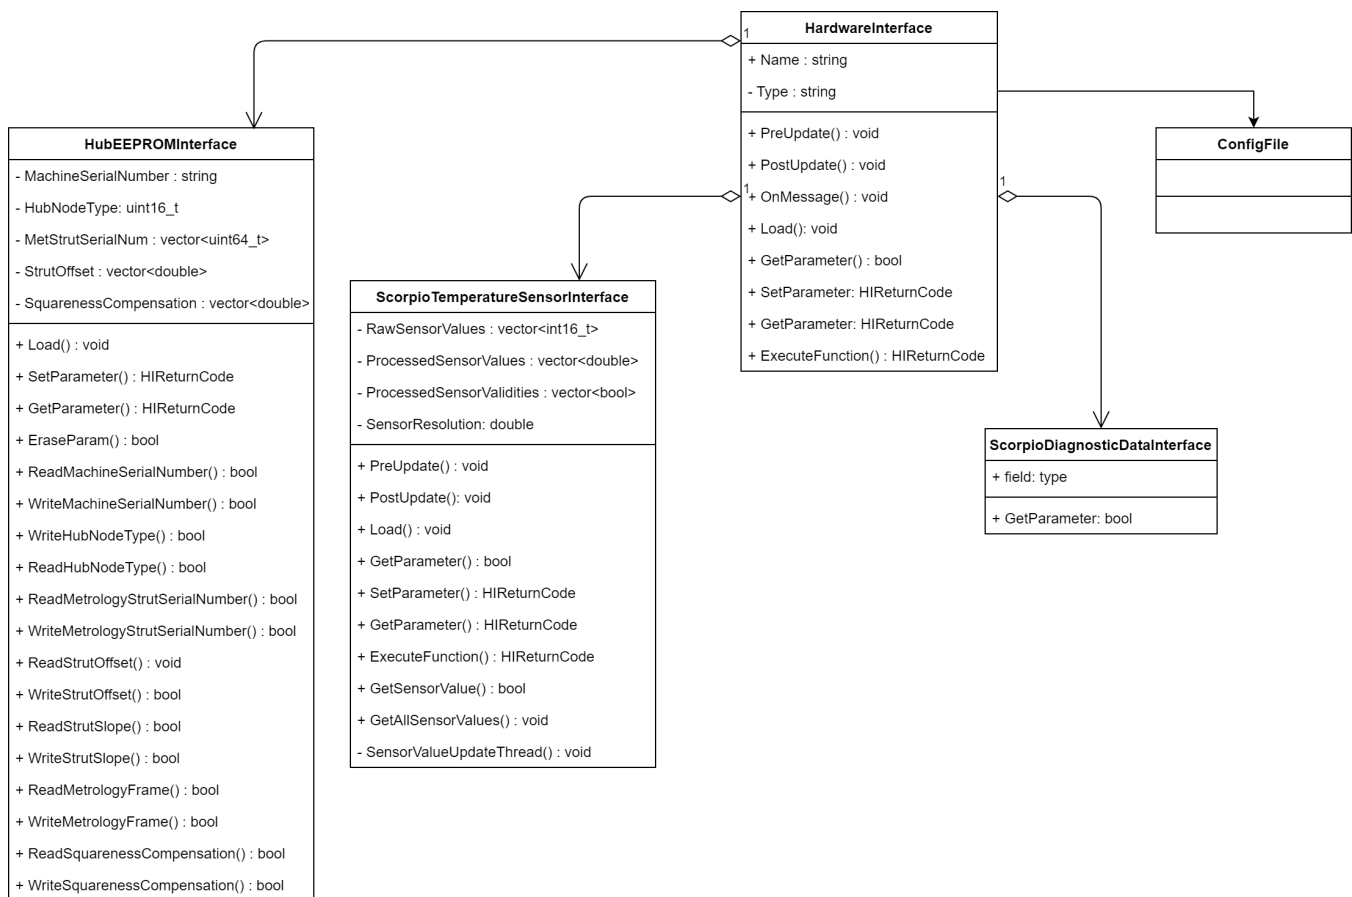 HardwareInterface
+ Name : string
- Type : string
+ PreUpdate() : void
+ PostUpdate() : void
+ OnMessage() : void
+ Load(): void
+ GetParameter() : bool
+ SetParameter: HIReturnCode
+ GetParameter: HIReturnCode
+ ExecuteFunction() : HIReturnCode
1
1
1
ConfigFile
HubEEPROMInterface
- MachineSerialNumber : string
- HubNodeType: uint16_t
- MetStrutSerialNum : vector<uint64_t>
- StrutOffset : vector<double>
- SquarenessCompensation : vector<double>
+ Load() : void
+ SetParameter() : HIReturnCode
+ GetParameter() : HIReturnCode
+ EraseParam() : bool
+ ReadMachineSerialNumber() : bool
+ WriteMachineSerialNumber() : bool
+ WriteHubNodeType() : bool
+ ReadHubNodeType() : bool
+ ReadMetrologyStrutSerialNumber() : bool
+ WriteMetrologyStrutSerialNumber() : bool
+ ReadStrutOffset() : void
+ WriteStrutOffset() : bool
+ ReadStrutSlope() : bool
+ WriteStrutSlope() : bool
+ ReadMetrologyFrame() : bool
+ WriteMetrologyFrame() : bool
+ ReadSquarenessCompensation() : bool
+ WriteSquarenessCompensation() : bool
ScorpioTemperatureSensorInterface
- RawSensorValues : vector<int16_t>
- ProcessedSensorValues : vector<double>
- ProcessedSensorValidities : vector<bool>
- SensorResolution: double
+ PreUpdate() : void
+ PostUpdate(): void
+ Load() : void
+ GetParameter() : bool
+ SetParameter() : HIReturnCode
+ GetParameter() : HIReturnCode
+ ExecuteFunction() : HIReturnCode
+ GetSensorValue() : bool
+ GetAllSensorValues() : void
- SensorValueUpdateThread() : void
ScorpioDiagnosticDataInterface
+ field: type
+ GetParameter: bool